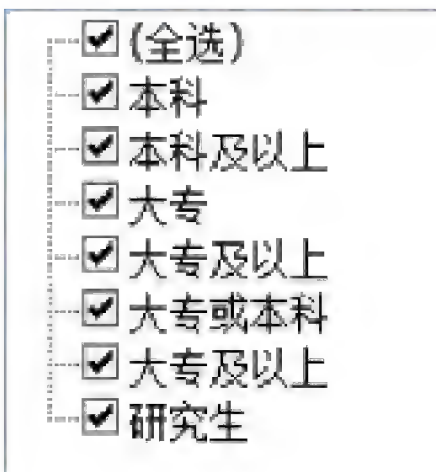 (全选)
本科
本科及以上
大专
大专及以上
大专或本科
大专及以上
研究生